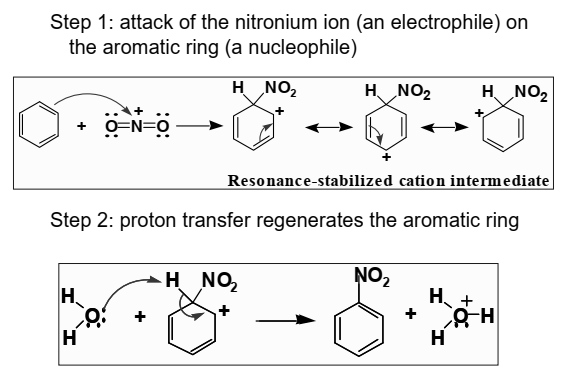 Step 1: attack of the nitronium ion (an electrophile) on
the aromatic ring (a nucleophile)
+ O=N=O +
H NO2 +
H NO2 +
H NO2 +
Resonance-stabilized cation intermediate
Step 2: proton transfer regenerates the aromatic ring
H O: H
+
H NO2 +
NO2
+
H O-H H +